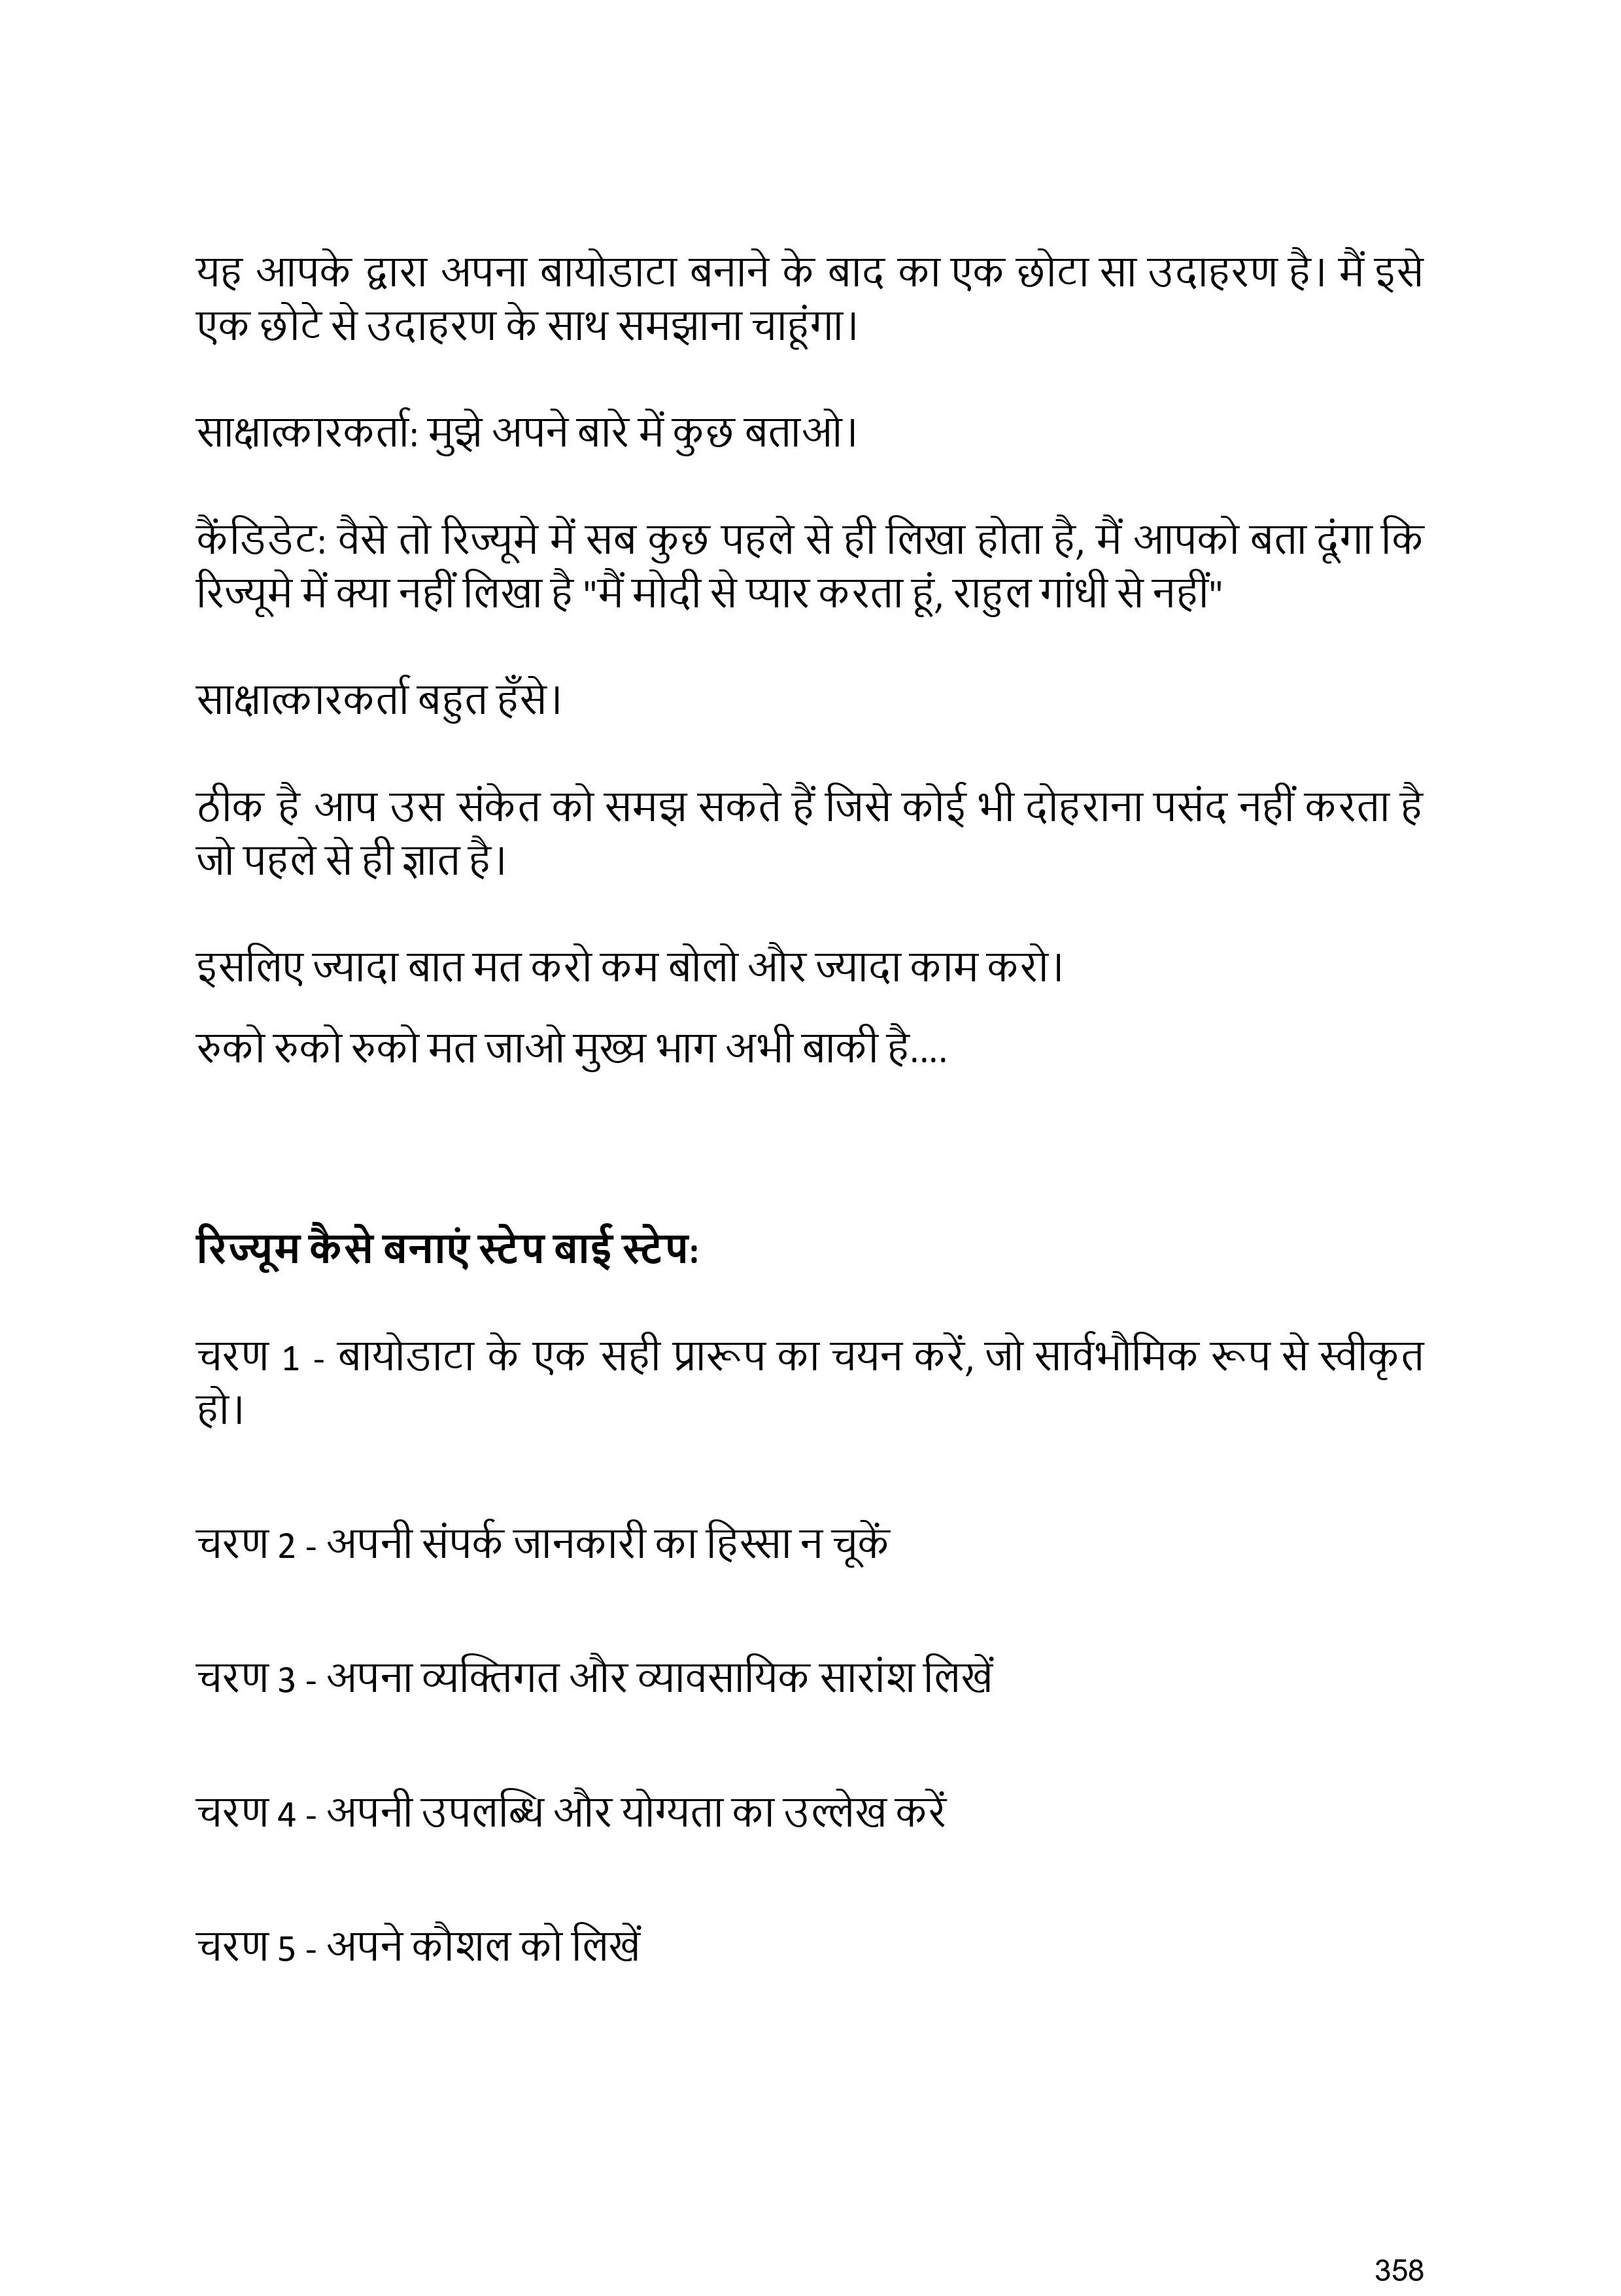 यह आपके द्वारा अपना बायोडाटा बनाने के बाद का एक छोटा सा उदाहरण है। मैं इसे
एक छोटे से उदाहरण के साथ समझाना चाहूंगा।
साक्षात्कारकर्ता: मुझे अपने बारे में कुछ बताओ।
कैंडिडेट: वैसे तो रिज्यूमे में सब कुछ पहले से ही लिखा होता है, मैं आपको बता दूंगा कि
रिज्यूमे में क्या नहीं लिखा है "मैं मोदी से प्यार करता हूं, राहुल गांधी से नहीं"
साक्षात्कारकर्ता बहुत हँसे।
ठीक है आप उस संकेत को समझ सकते हैं जिसे कोई भी दोहराना पसंद नहीं करता है
जो पहले से ही ज्ञात है।
इसलिए ज्यादा बात मत करो कम बोलो और ज्यादा काम करो।
रुको रुको रुको मत जाओ मुख्य भाग अभी बाकी है....
रिज्यूम कैसे बनाएं स्टेप बाई स्टेप:
चरण 1 - बायोडाटा के एक सही प्रारूप का चयन करें, जो सार्वभौमिक रूप से स्वीकृत
हो।
चरण 2 - अपनी संपर्क जानकारी का हिस्सा न चूकें
चरण 3 - अपना व्यक्तिगत और व्यावसायिक सारांश लिखें
चरण 4 - अपनी उपलब्धि और योग्यता का उल्लेख करें
चरण 5 - अपने कौशल को लिखें
358